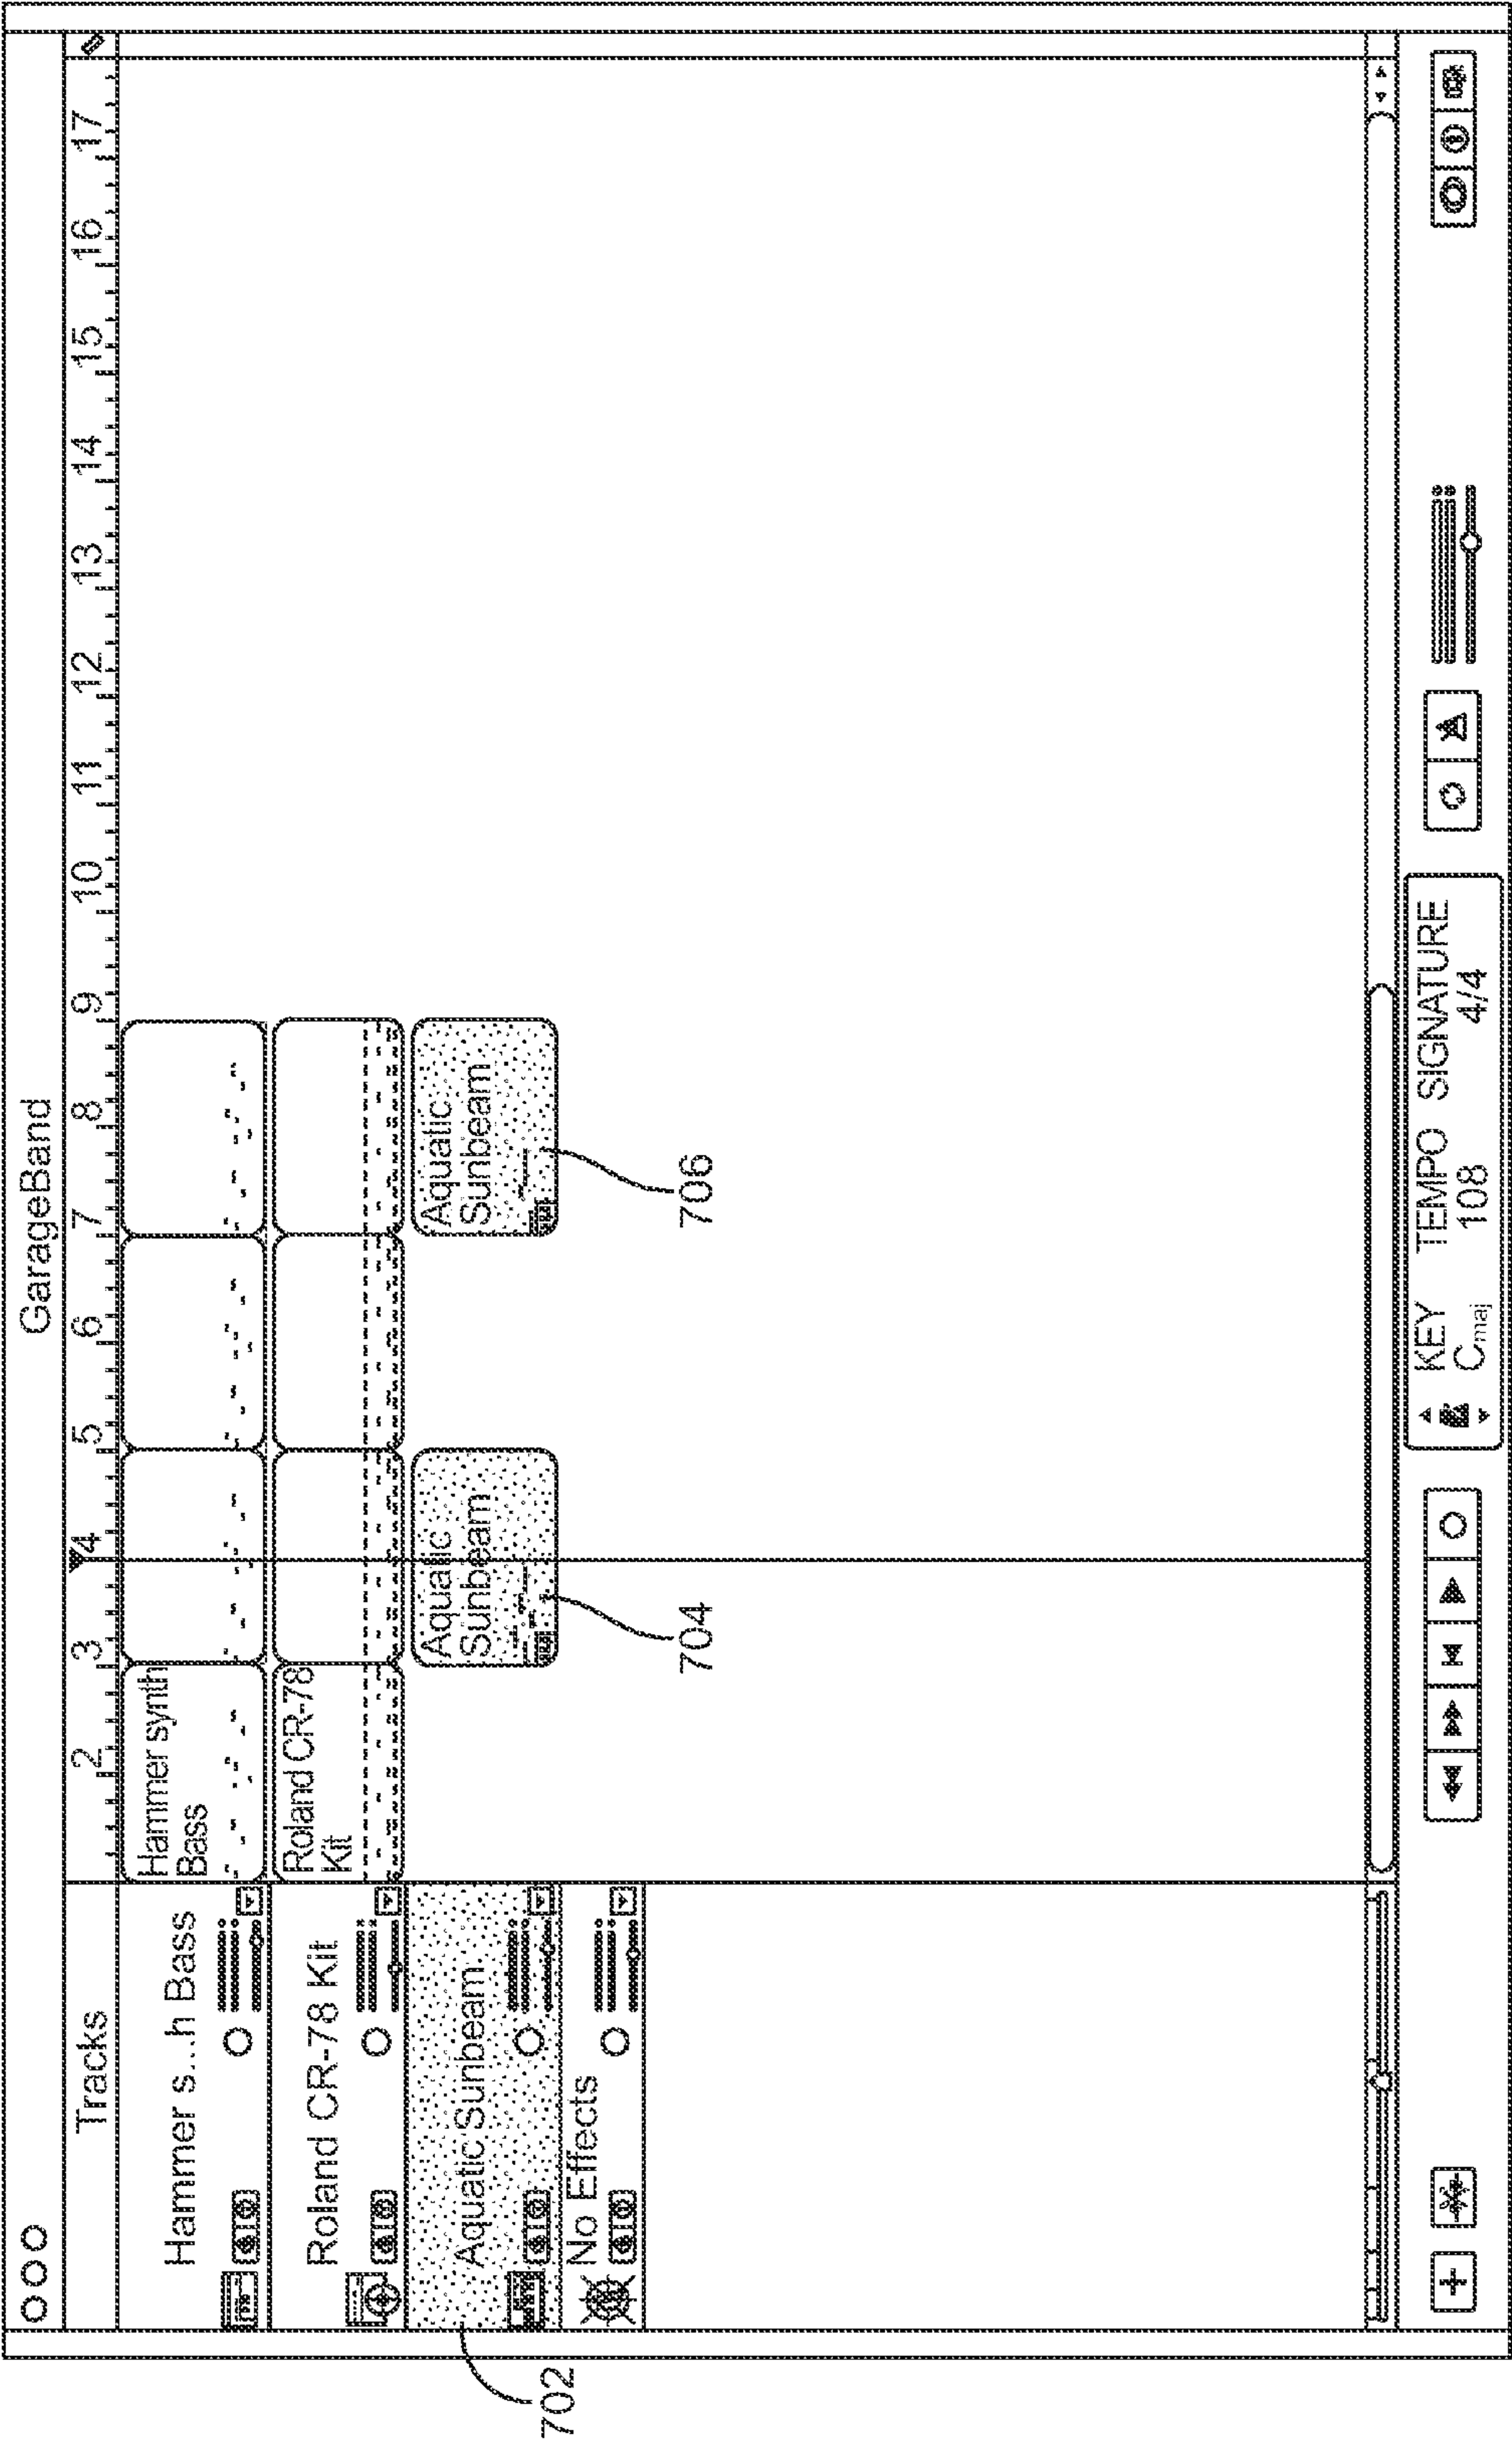 GarageBand
Tracks
2 3 4 5 6 7 8 9 10 11 12 13 14 15 16 17
Hammer s...h Bass
Hammer synth
Bass
Roland CR-78 Kit
Roland CR-78
Kit
702
Aquatic Sunbeam
Aquatic
Sunbeam
704
Aquatic
Sunbeam
706
No Effects
KEY TEMPO SIGNATURE
Cmaj 108 4/4